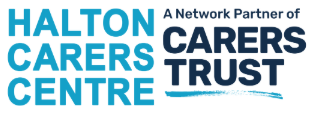 HALTON
CARERS
CENTRE
A Network Partner of
CARERS
TRUST